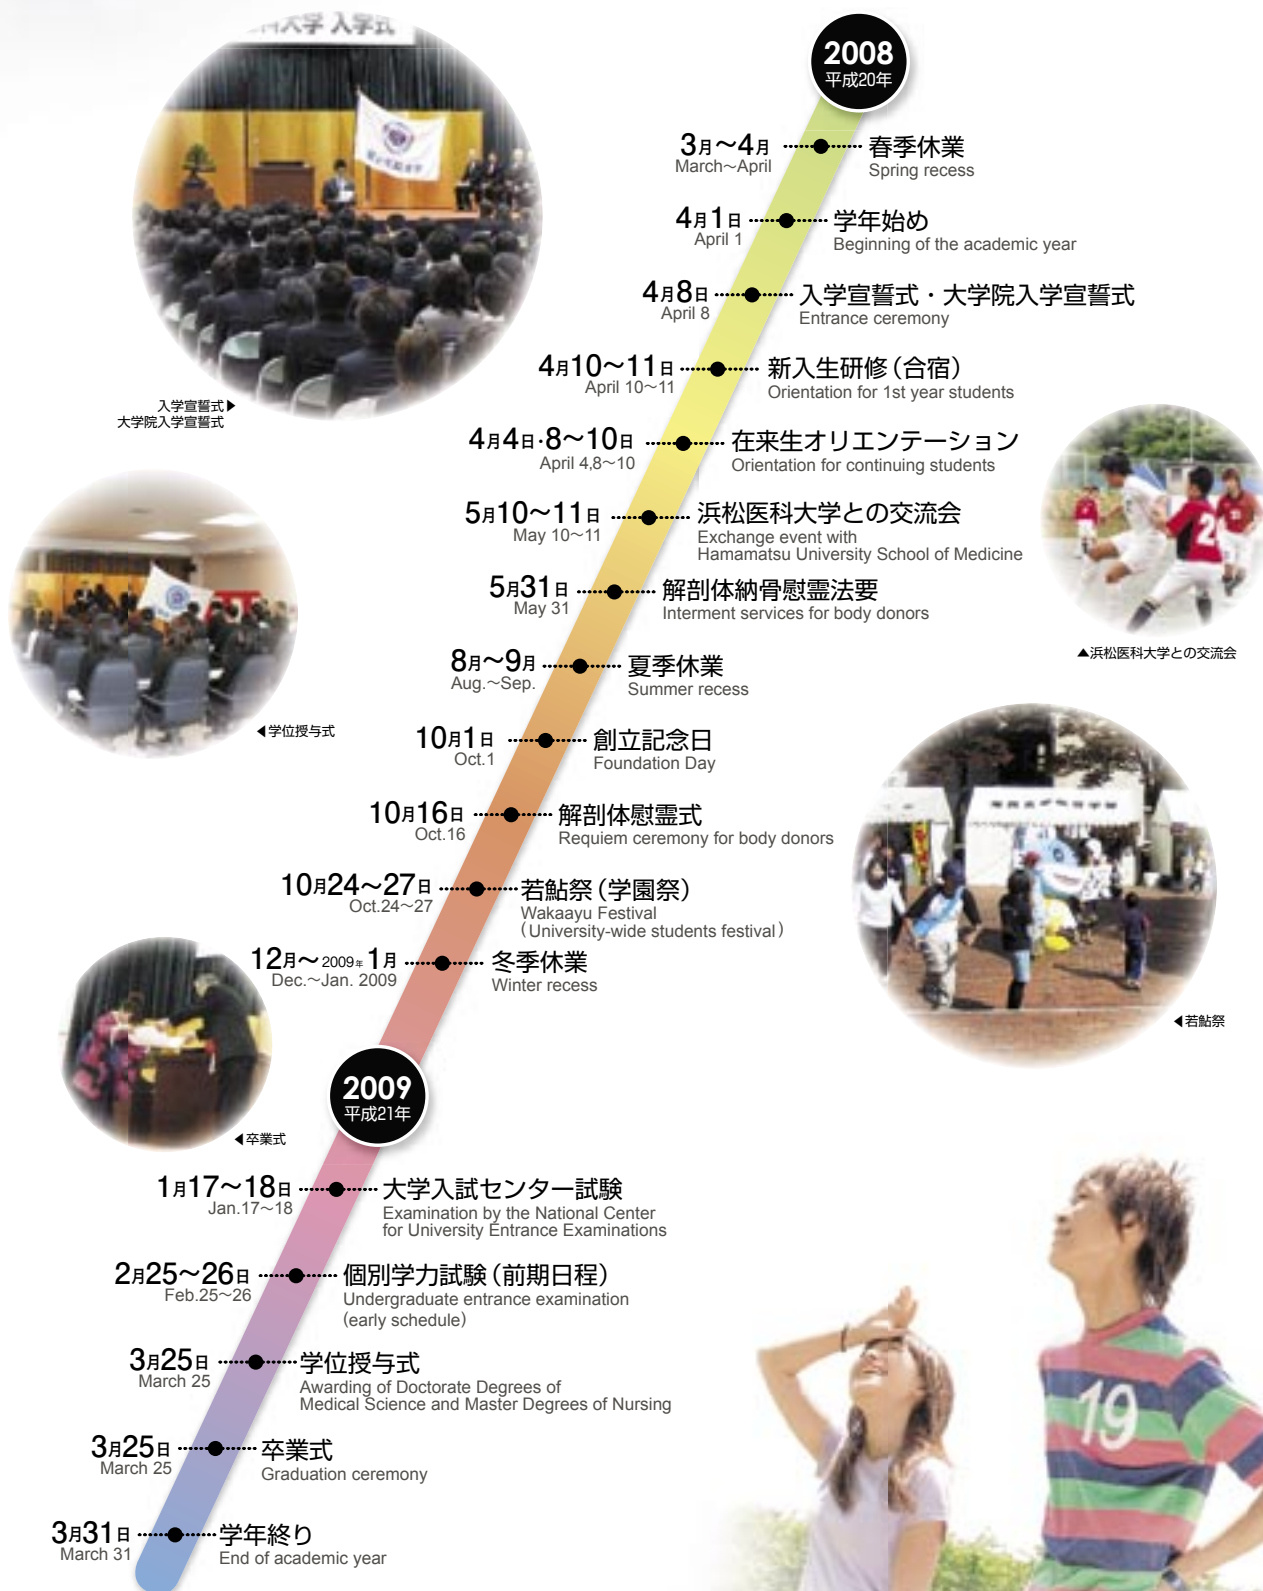 科大学 入学式
2008
平成20年
3月～4月 春季休業
March～April Spring recess
4月1日 学年始め
April 1 Beginning of the academic year
4月8日 入学宣誓式・大学院入学宣誓式
April 8 Entrance ceremony
4月10～11日 新入生研修（合宿）
April 10～11 Orientation for 1st year students
入学宣誓式▶
大学院入学宣誓式
4月4日・8～10日 在来生オリエンテーション
April 4,8～10 Orientation for continuing students
5月10～11日 浜松医科大学との交流会
May 10～11 Exchange event with
Hamamatsu University School of Medicine
2
5月31日 解剖体納骨慰霊法要
May 31 Interment services for body donors
▲浜松医科大学との交流会
8月～9月 夏季休業
Aug.～Sep. Summer recess
◀学位授与式
10月1日 創立記念日
Oct.1 Foundation Day
10月16日 解剖体慰霊式
Oct.16 Requiem ceremony for body donors
10月24～27日 若鮎祭（学園祭）
Oct.24～27 Wakaayu Festival
（University-wide students festival）
12月～2009年1月 冬季休業
Dec.～Jan. 2009 Winter recess
◀若鮎祭
2009
平成21年
◀卒業式
1月17～18日 大学入試センター試験
Jan.17～18 Examination by the National Center
for University Entrance Examinations
2月25～26日 個別学力試験（前期日程）
Feb.25～26 Undergraduate entrance examination
(early schedule)
3月25日 学位授与式
March 25 Awarding of Doctorate Degrees of
Medical Science and Master Degrees of Nursing
19
3月25日 卒業式
March 25 Graduation ceremony
3月31日 学年終り
March 31 End of academic year